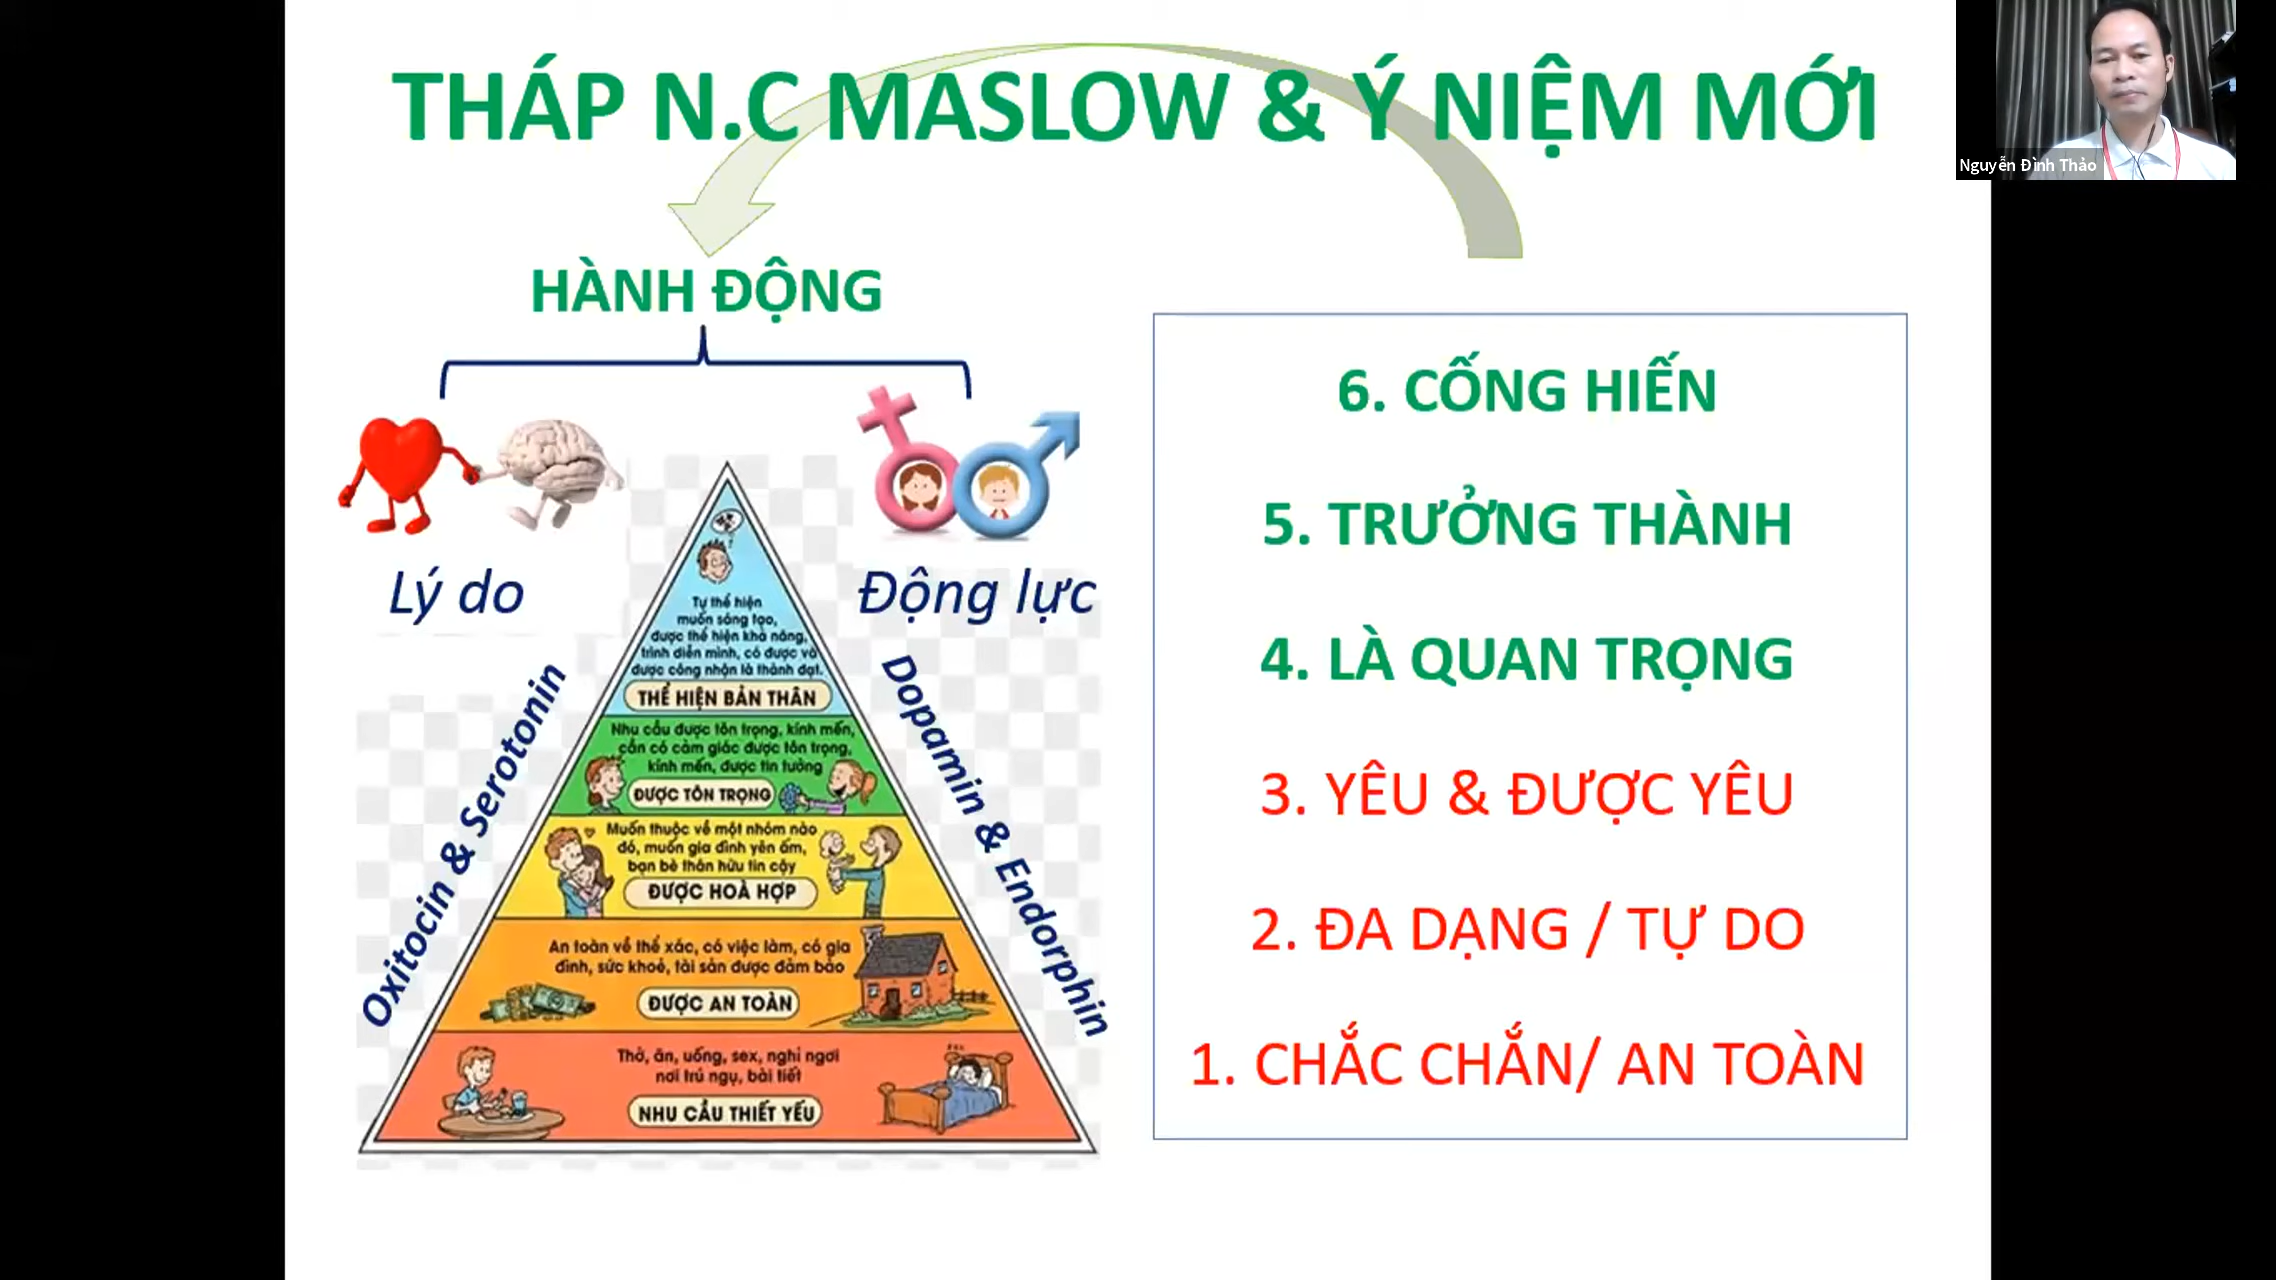 THÁP N.C MASLOW & Ý NIỆM MỚI
Nguyễn Đình Thảo
HÀNH ĐỘNG
Lý do
Động lực
Oxitocin & Serotonin
Dopamin & Endorphin
Tự thể hiện
muốn sáng tạo,
được thể hiện khả năng,
trình diễn mình, có được và
được công nhận là thành đạt.
THỂ HIỆN BẢN THÂN
Nhu cầu được tôn trọng, kính mến,
cần có cảm giác được tôn trọng,
kính mến, được tin tưởng
ĐƯỢC TÔN TRỌNG
Muốn thuộc về một nhóm nào
đó, muốn gia đình yên ấm,
bạn bè thân hữu tin cậy
ĐƯỢC HOÀ HỢP
An toàn về thể xác, có việc làm, có gia
đình, sức khoẻ, tài sản được đảm bảo
ĐƯỢC AN TOÀN
Thở, ăn, uống, sex, nghỉ ngơi
nơi trú ngụ, bài tiết
NHU CẦU THIẾT YẾU
6. CỐNG HIẾN
5. TRƯỞNG THÀNH
4. LÀ QUAN TRỌNG
3. YÊU & ĐƯỢC YÊU
2. ĐA DẠNG / TỰ DO
1. CHẮC CHẮN/ AN TOÀN